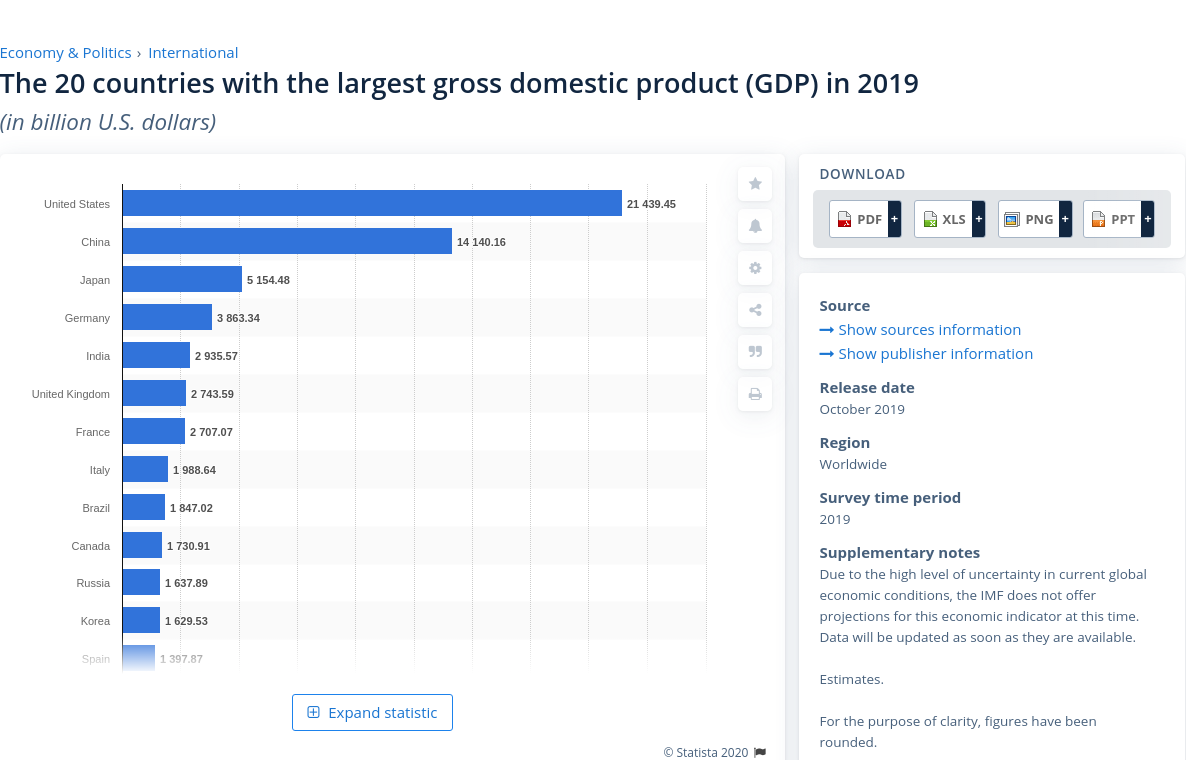 Economy & Politics › International
The 20 countries with the largest gross domestic product (GDP) in 2019
(in billion U.S. dollars)
United States 21 439.45
China 14 140.16
Japan 5 154.48
Germany 3 863.34
India 2 935.57
United Kingdom 2 743.59
France 2 707.07
Italy 1 988.64
Brazil 1 847.02
Canada 1 730.91
Russia 1 637.89
Korea 1 629.53
Spain 1 397.87
Expand statistic
© Statista 2020
DOWNLOAD
PDF + XLS + PNG + PPT +
Source
Show sources information
Show publisher information
Release date
October 2019
Region
Worldwide
Survey time period
2019
Supplementary notes
Due to the high level of uncertainty in current global
economic conditions, the IMF does not offer
projections for this economic indicator at this time.
Data will be updated as soon as they are available.
Estimates.
For the purpose of clarity, figures have been
rounded.